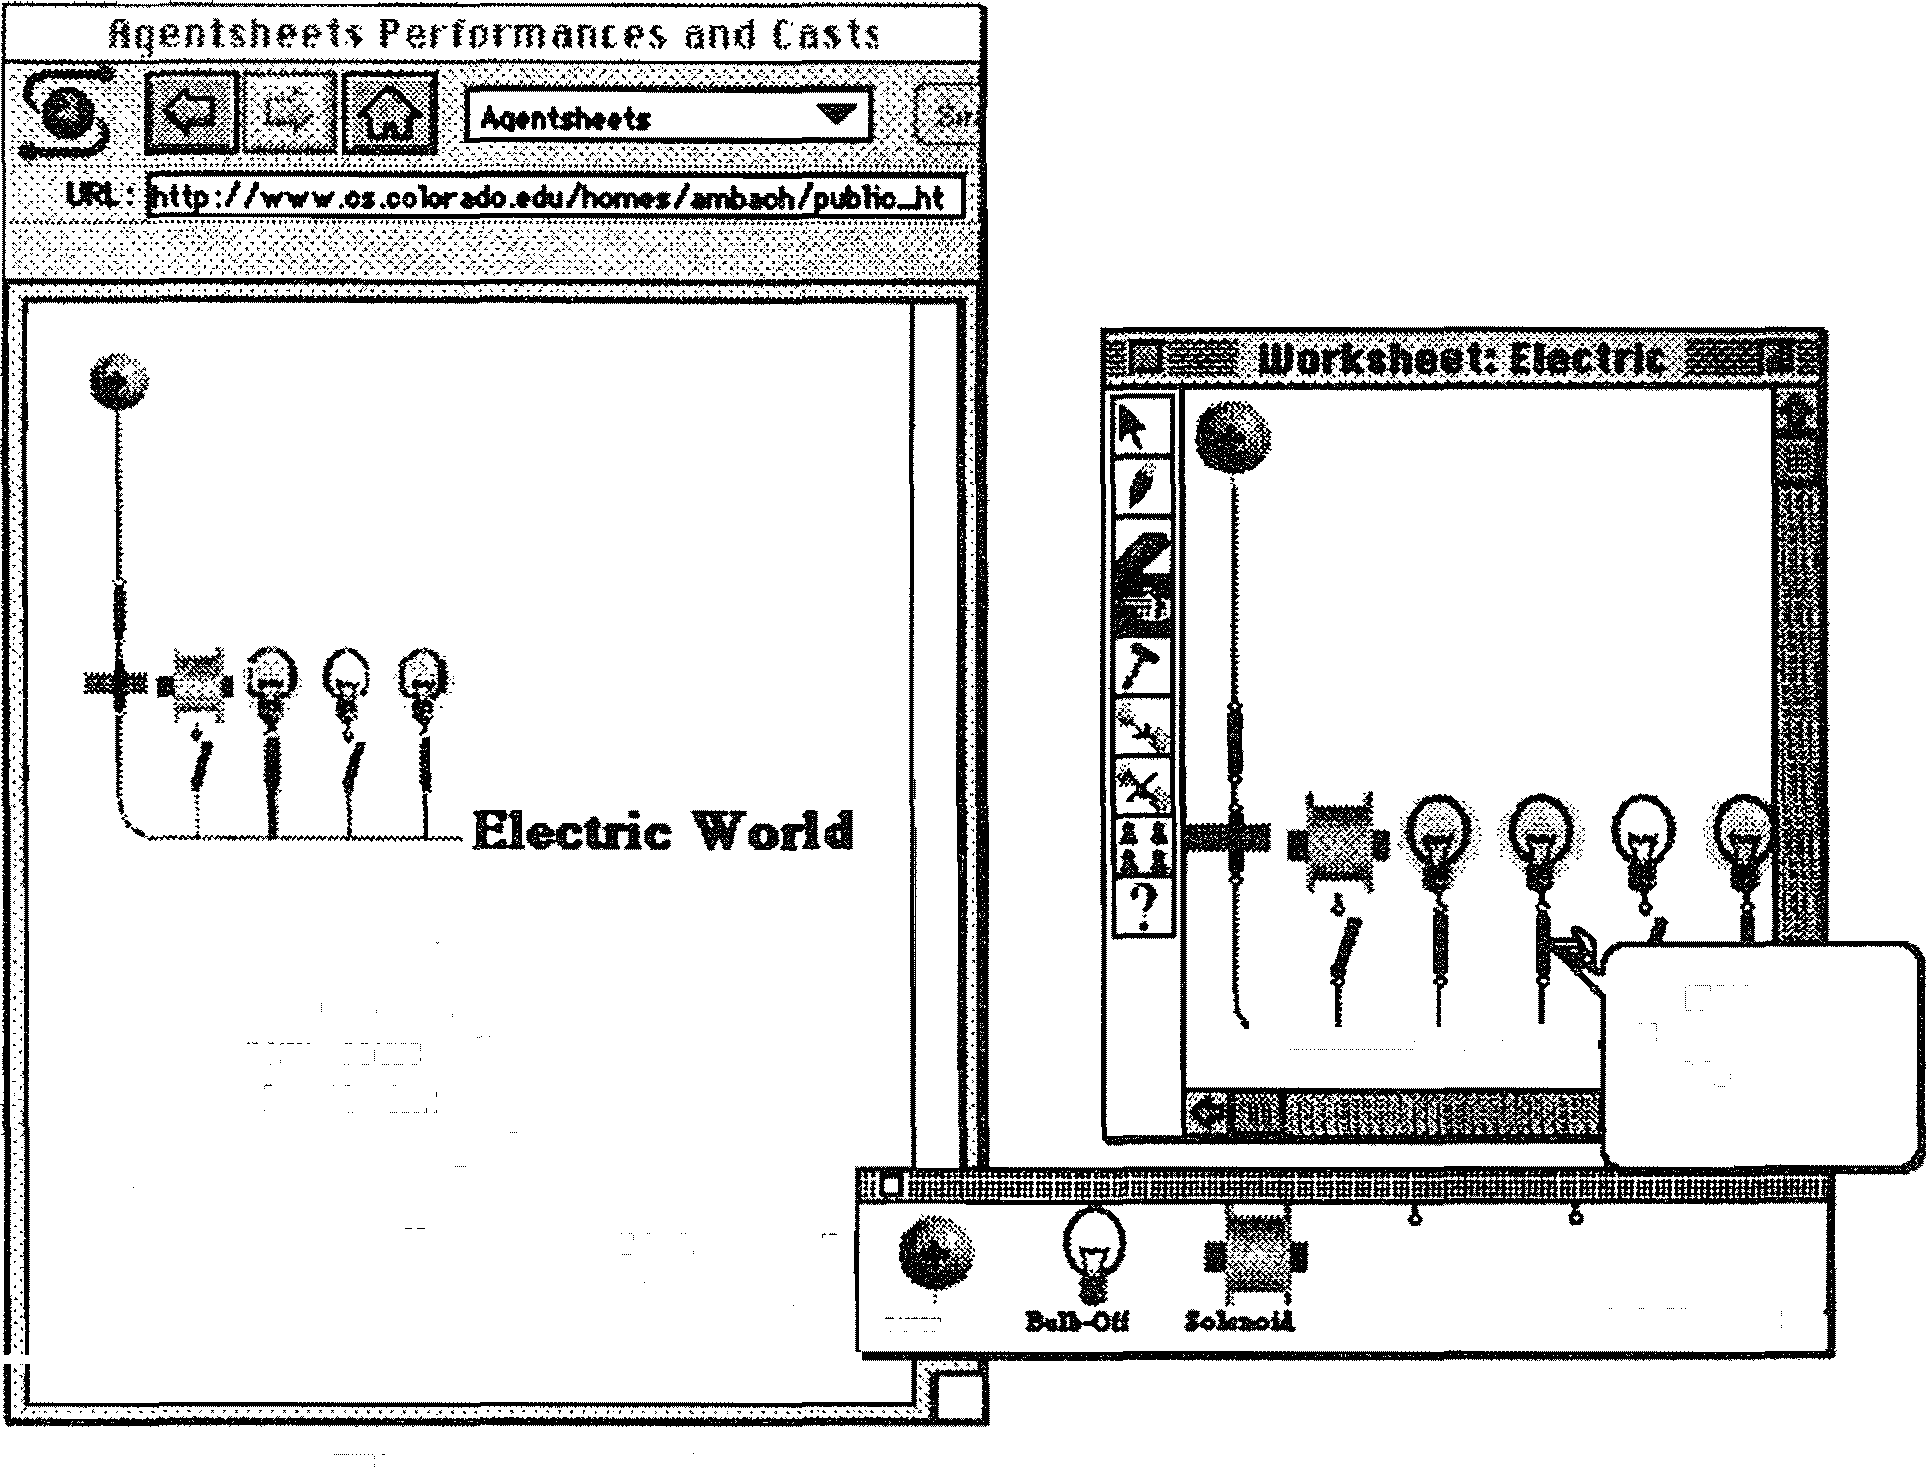 Agentsheets Performances and Casts
Agentsheets
URL: http://www.cs.colorado.edu/homes/ambach/public_ht
Worksheet: Electric
?
Electric World
Bulb-Off
Solenoid